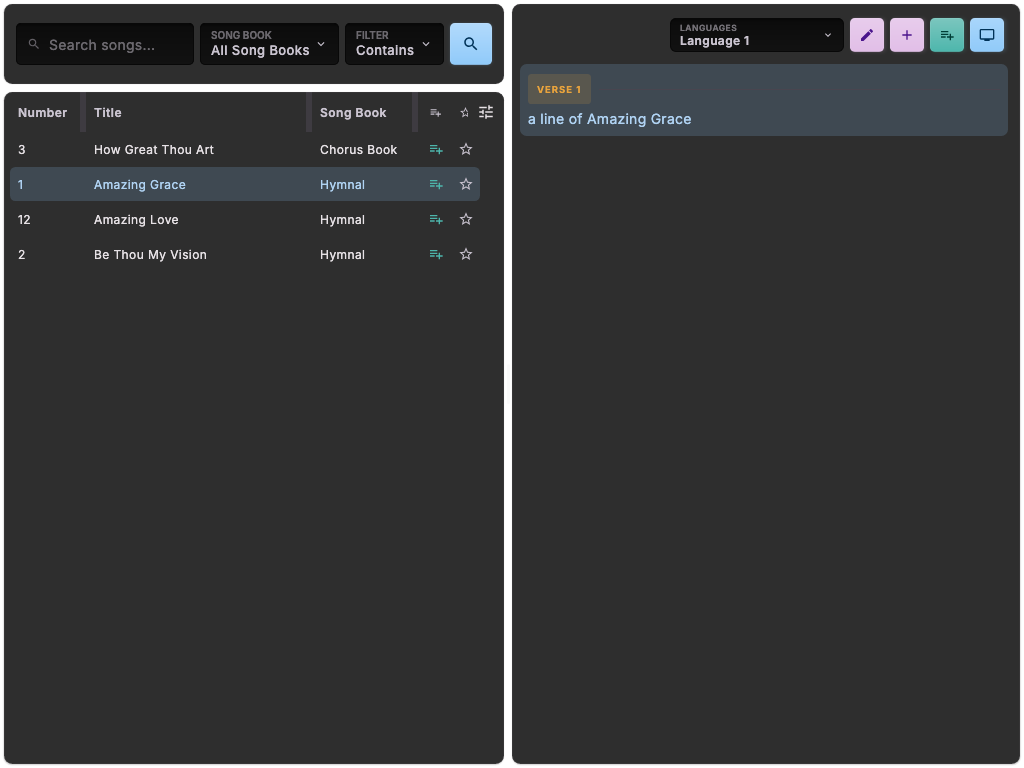 Search songs...
SONG BOOK
All Song Books
FILTER
Contains
Number Title Song Book
3 How Great Thou Art Chorus Book
1 Amazing Grace Hymnal
12 Amazing Love Hymnal
2 Be Thou My Vision Hymnal
LANGUAGES
Language 1
VERSE 1
a line of Amazing Grace